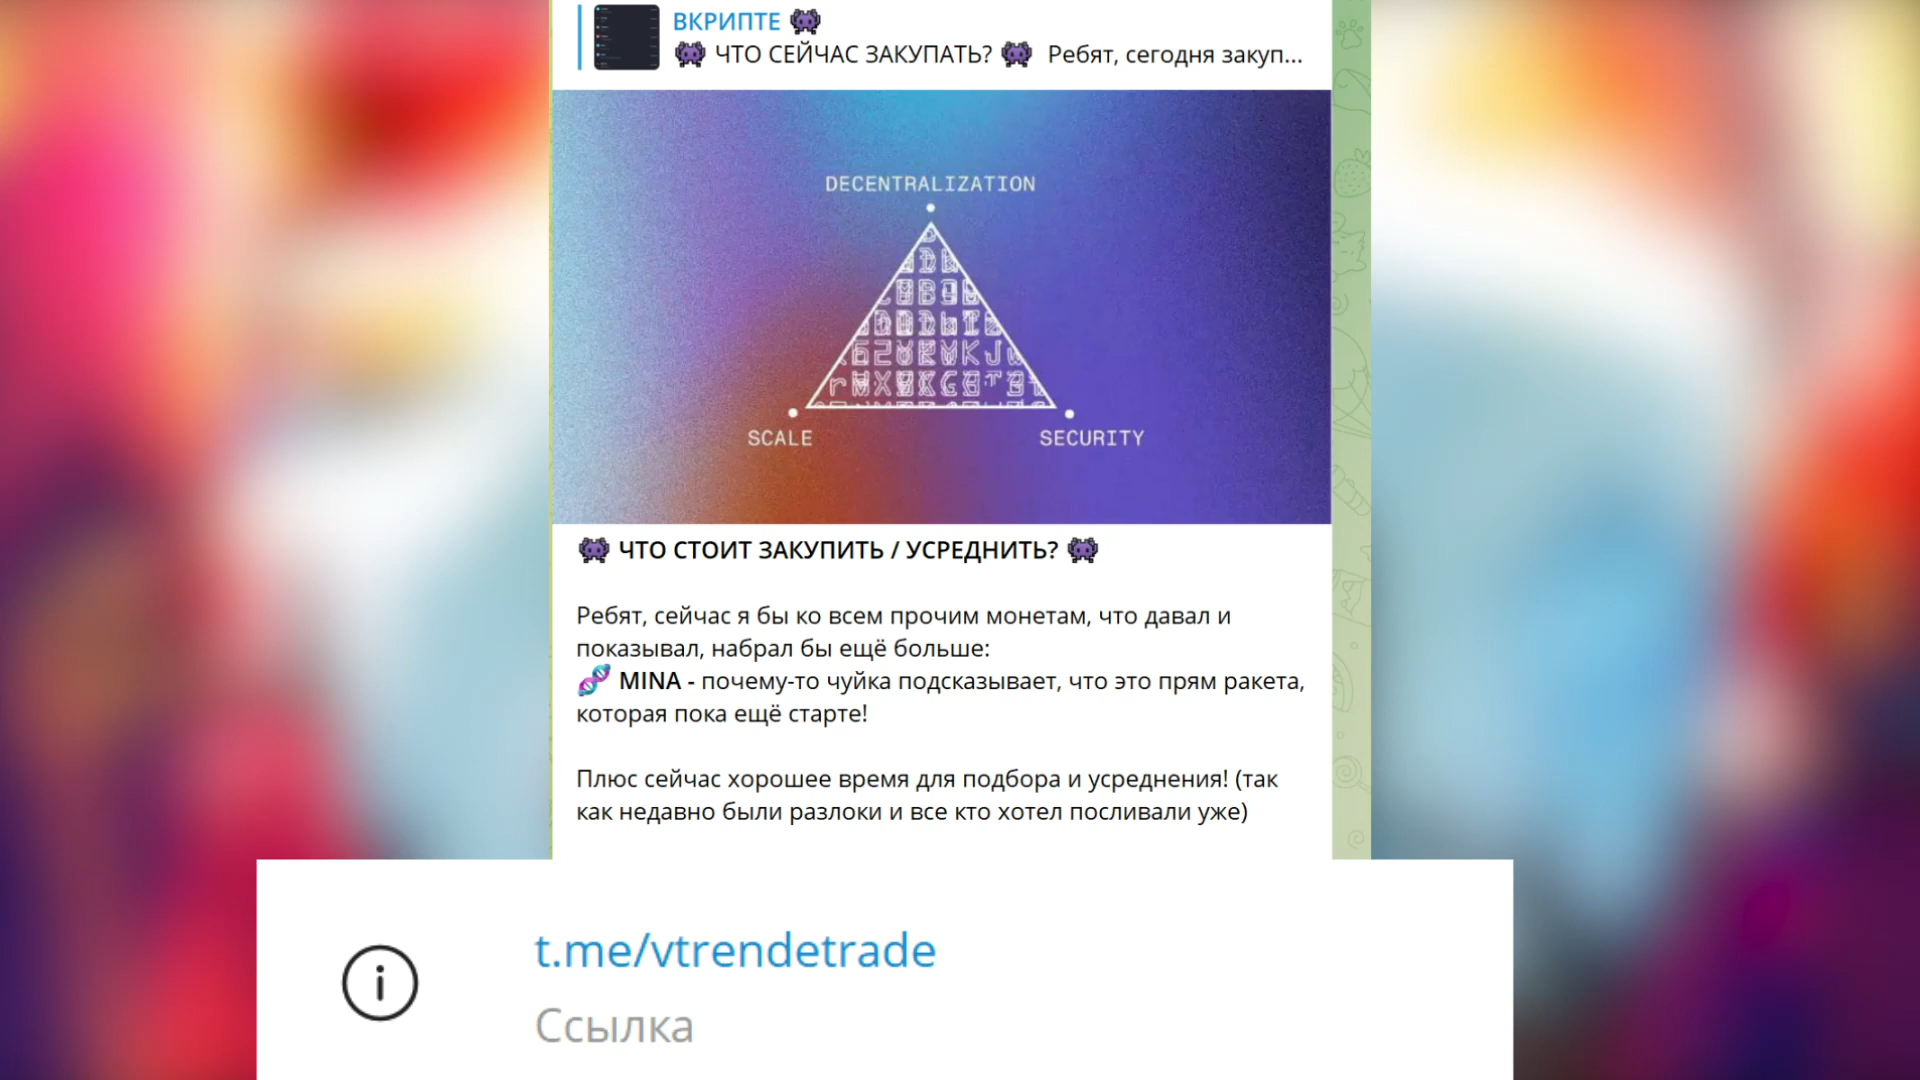 ВКРИПТЕ 👾
👾 ЧТО СЕЙЧАС ЗАКУПАТЬ? 👾 Ребят, сегодня закуп...
DECENTRALIZATION
SCALE
SECURITY
👾 ЧТО СТОИТ ЗАКУПИТЬ / УСРЕДНИТЬ? 👾
Ребят, сейчас я бы ко всем прочим монетам, что давал и
показывал, набрал бы ещё больше:
🧬 MINA - почему-то чуйка подсказывает, что это прям ракета,
которая пока ещё старте!
Плюс сейчас хорошее время для подбора и усреднения! (так
как недавно были разлоки и все кто хотел посливали уже)
t.me/vtrendetrade
Ссылка